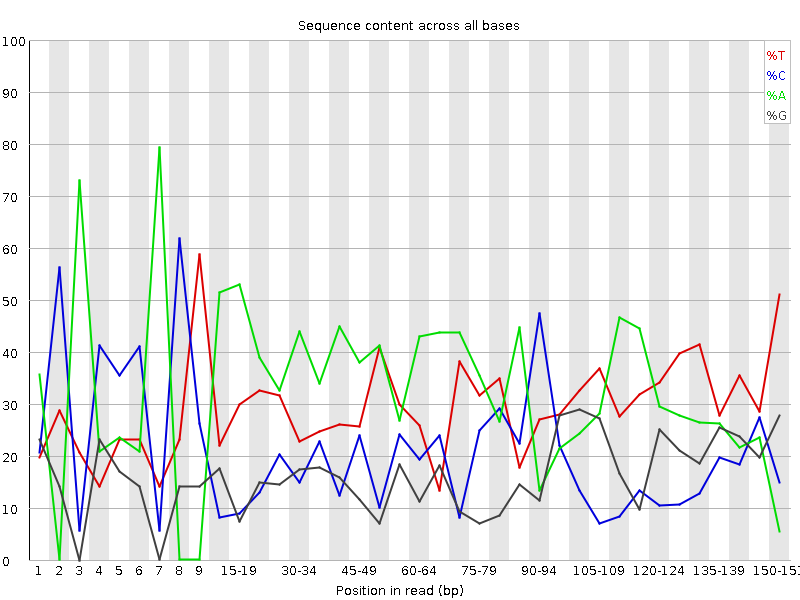 Sequence content across all bases
100
90
80
70
60
50
40
30
20
10
0
%T
%C
%A
%G
1 2 3 4 5 6 7 8 9 15-19 30-34 45-49 60-64 75-79 90-94 105-109 120-124 135-139 150-151
Position in read (bp)